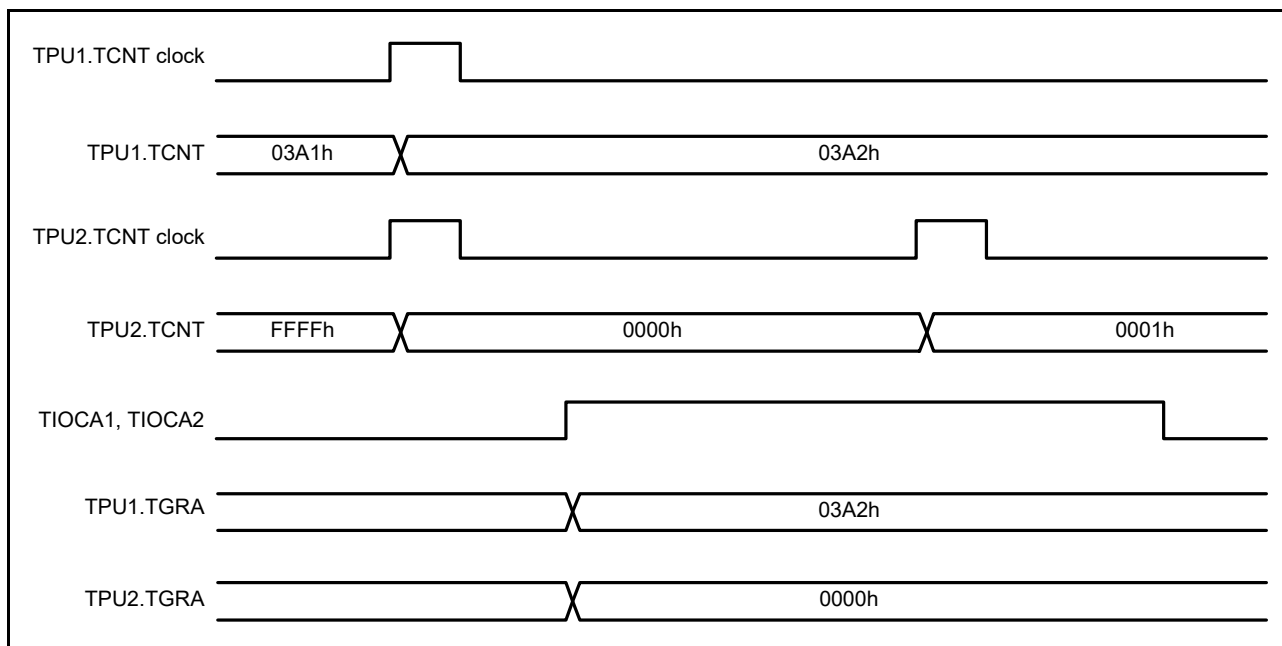 TPU1.TCNT clock
TPU1.TCNT 03A1h 03A2h
TPU2.TCNT clock
TPU2.TCNT FFFFh 0000h 0001h
TIOCA1, TIOCA2
TPU1.TGRA 03A2h
TPU2.TGRA 0000h